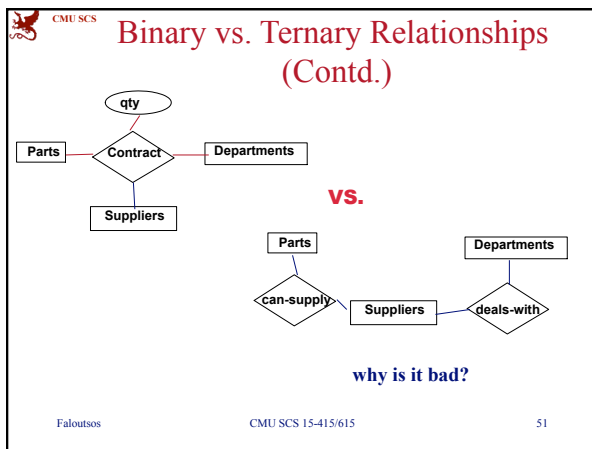 CMU SCS
Binary vs. Ternary Relationships
(Contd.)
qty
Parts
Contract
Departments
Suppliers
vs.
Parts
Departments
can-supply
Suppliers
deals-with
why is it bad?
Faloutsos
CMU SCS 15-415/615
51